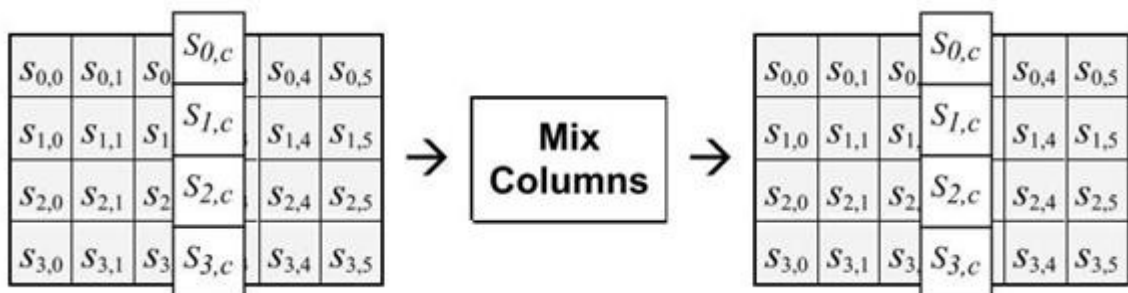 S0,c S0,c
s0,0 s0,1 s0, s0,4 s0,5 s0,0 s0,1 s0, s0,4 s0,5
S1,c S1,c
s1,0 s1,1 s1, s1,4 s1,5 → Mix → s1,0 s1,1 s1, s1,4 s1,5
Columns
S2,c S2,c
s2,0 s2,1 s2 s2,4 s2,5 s2,0 s2,1 s2, s2,4 s2,5
S3,c S3,c
s3,0 s3,1 s3, s3,4 s3,5 s3,0 s3,1 s3, s3,4 s3,5